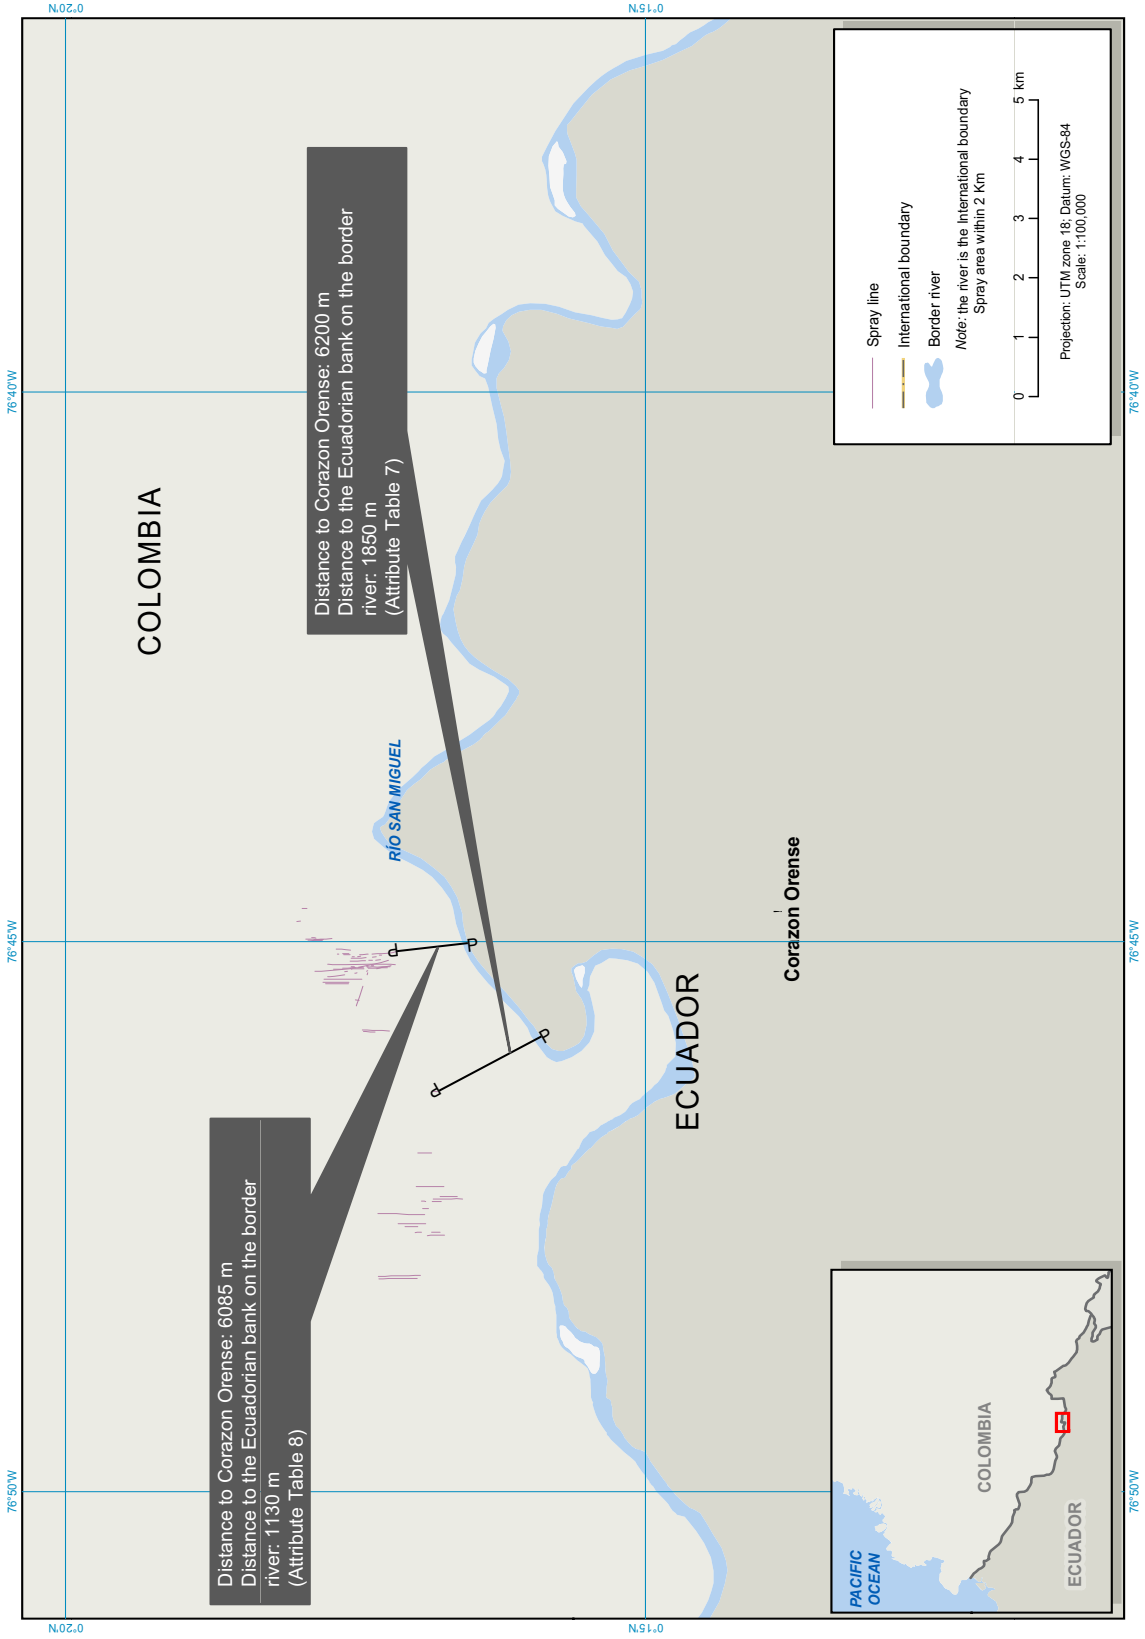 0°20'N
0°15'N
76°50'W
76°45'W
76°40'W
COLOMBIA
Distance to Corazon Orense: 6085 m
Distance to the Ecuadorian bank on the border
river: 1130 m
(Attribute Table 8)
Distance to Corazon Orense: 6200 m
Distance to the Ecuadorian bank on the border
river: 1850 m
(Attribute Table 7)
RÍO SAN MIGUEL
ECUADOR
Corazon Orense
PACIFIC
OCEAN
COLOMBIA
ECUADOR
Spray line
International boundary
Border river
Note: the river is the International boundary
Spray area within 2 Km
0 1 2 3 4 5 km
Projection: UTM zone 18; Datum: WGS-84
Scale: 1:100,000
76°50'W
76°45'W
76°40'W
0°20'N
0°15'N